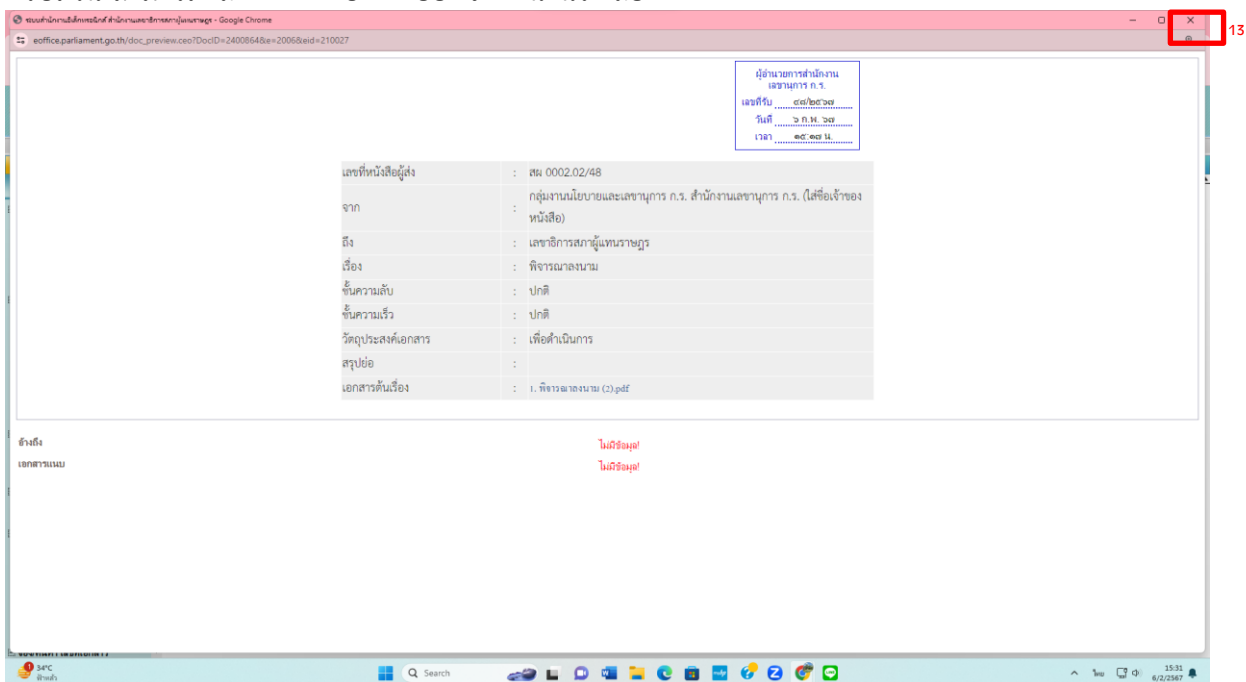 ระบบสำนักงานอิเล็กทรอนิกส์ สำนักงานเลขาธิการสภาผู้แทนราษฎร - Google Chrome
eoffice.parliament.go.th/doc_preview.ceo?DocID=2400864&e=2006&eid=210027
13
ผู้อำนวยการสำนักงาน
เลขานุการ ก.ร.
เลขที่รับ ๔๘/๒๕๖๗
วันที่ ๖ ก.พ. ๖๗
เวลา ๑๕:๑๗ น.
เลขที่หนังสือผู้ส่ง : สผ 0002.02/48
จาก : กลุ่มงานนโยบายและเลขานุการ ก.ร. สำนักงานเลขานุการ ก.ร. (ใส่ชื่อเจ้าของ
หนังสือ)
ถึง : เลขาธิการสภาผู้แทนราษฎร
เรื่อง : พิจารณาลงนาม
ชั้นความลับ : ปกติ
ชั้นความเร็ว : ปกติ
วัตถุประสงค์เอกสาร : เพื่อดำเนินการ
สรุปย่อ :
เอกสารต้นเรื่อง : 1. พิจารณาลงนาม (2).pdf
อ้างถึง ไม่มีข้อมูล!
เอกสารแนบ ไม่มีข้อมูล!
1 34°C
Search
ไทย
15:31
6/2/2567